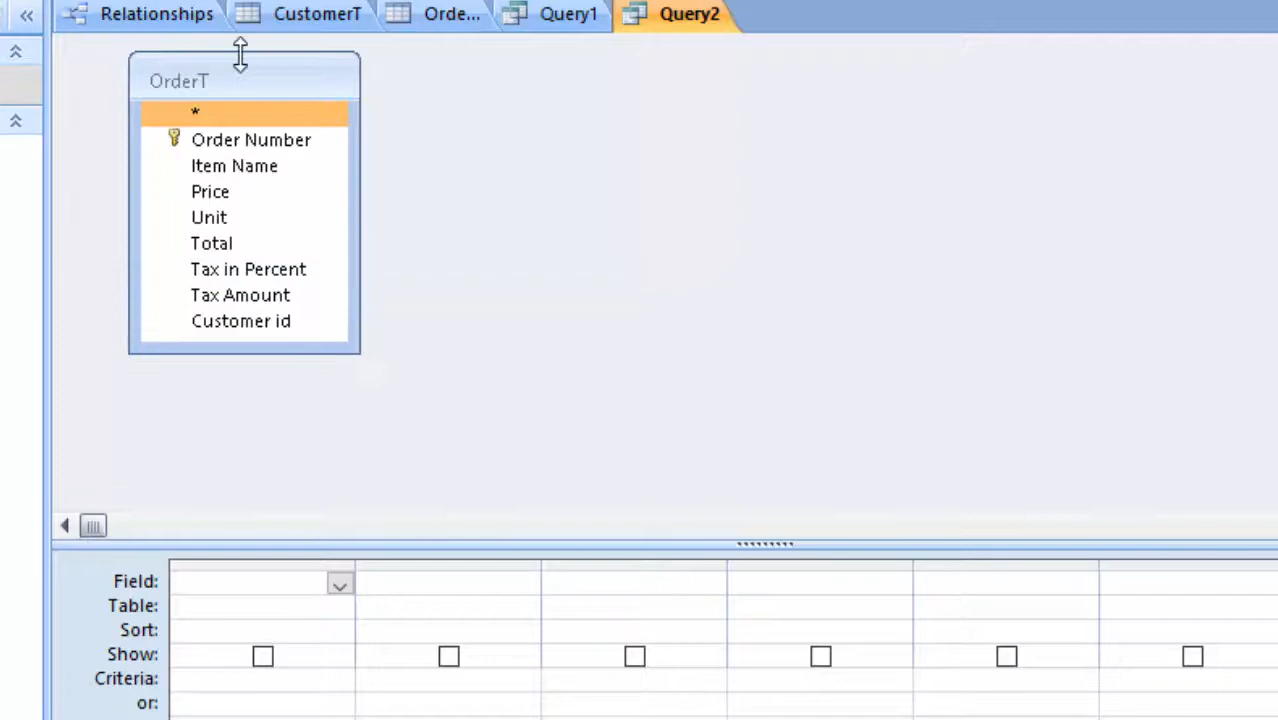 Relationships CustomerT Orde... Query1 Query2
OrderT
*
Order Number
Item Name
Price
Unit
Total
Tax in Percent
Tax Amount
Customer id
Field:
Table:
Sort:
Show:
Criteria:
or: